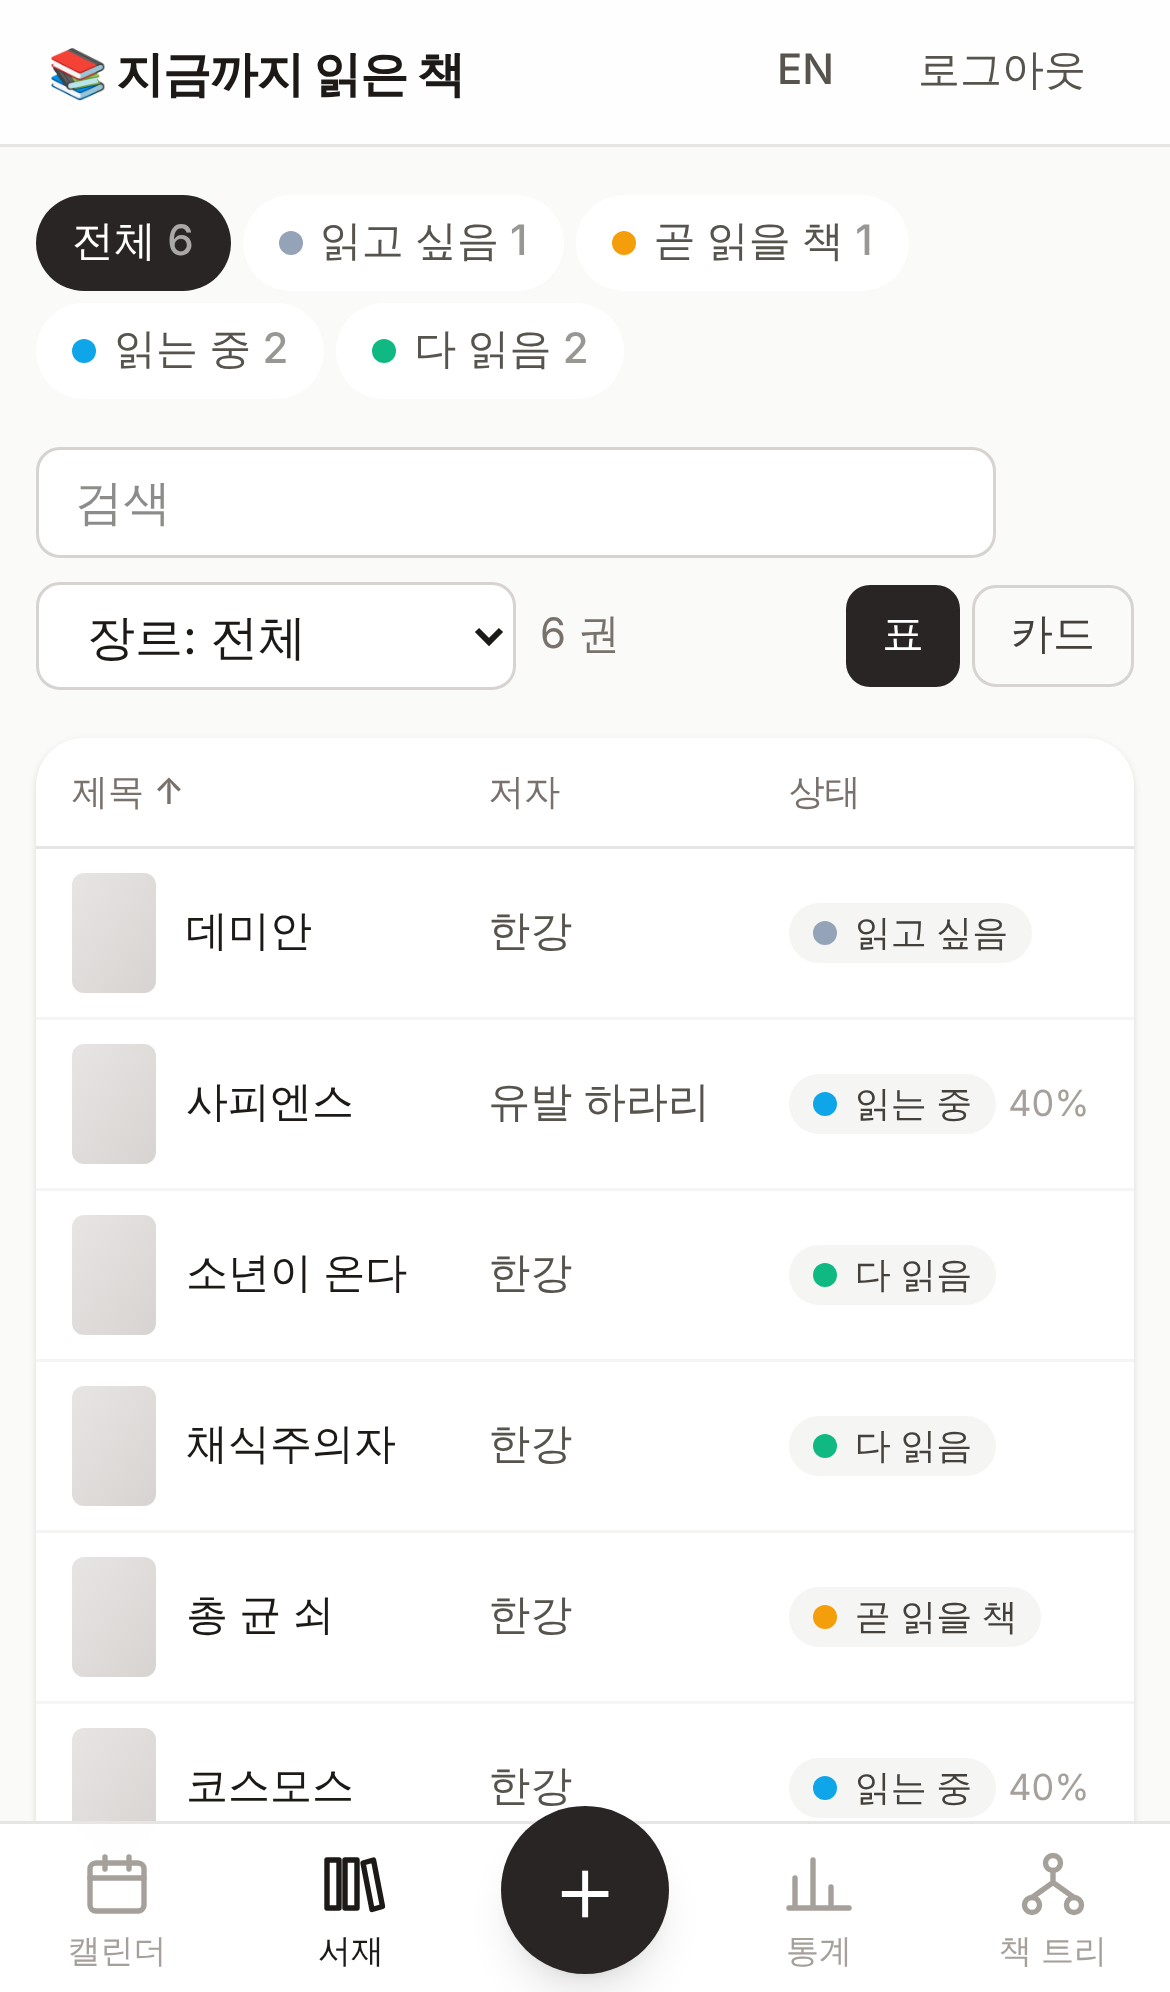 📚 지금까지 읽은 책 EN 로그아웃
전체 6 읽고 싶음 1 곧 읽을 책 1
읽는 중 2 다 읽음 2
검색
장르: 전체 6 권 표 카드
제목 ↑ 저자 상태
데미안 한강 읽고 싶음
사피엔스 유발 하라리 읽는 중 40%
소년이 온다 한강 다 읽음
채식주의자 한강 다 읽음
총 균 쇠 한강 곧 읽을 책
코스모스 한강 읽는 중 40%
+
캘린더 서재 통계 책 트리